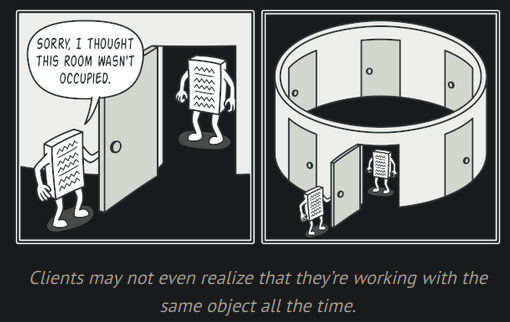 SORRY, I THOUGHT
THIS ROOM WASN'T
OCCUPIED.
Clients may not even realize that they're working with the
same object all the time.